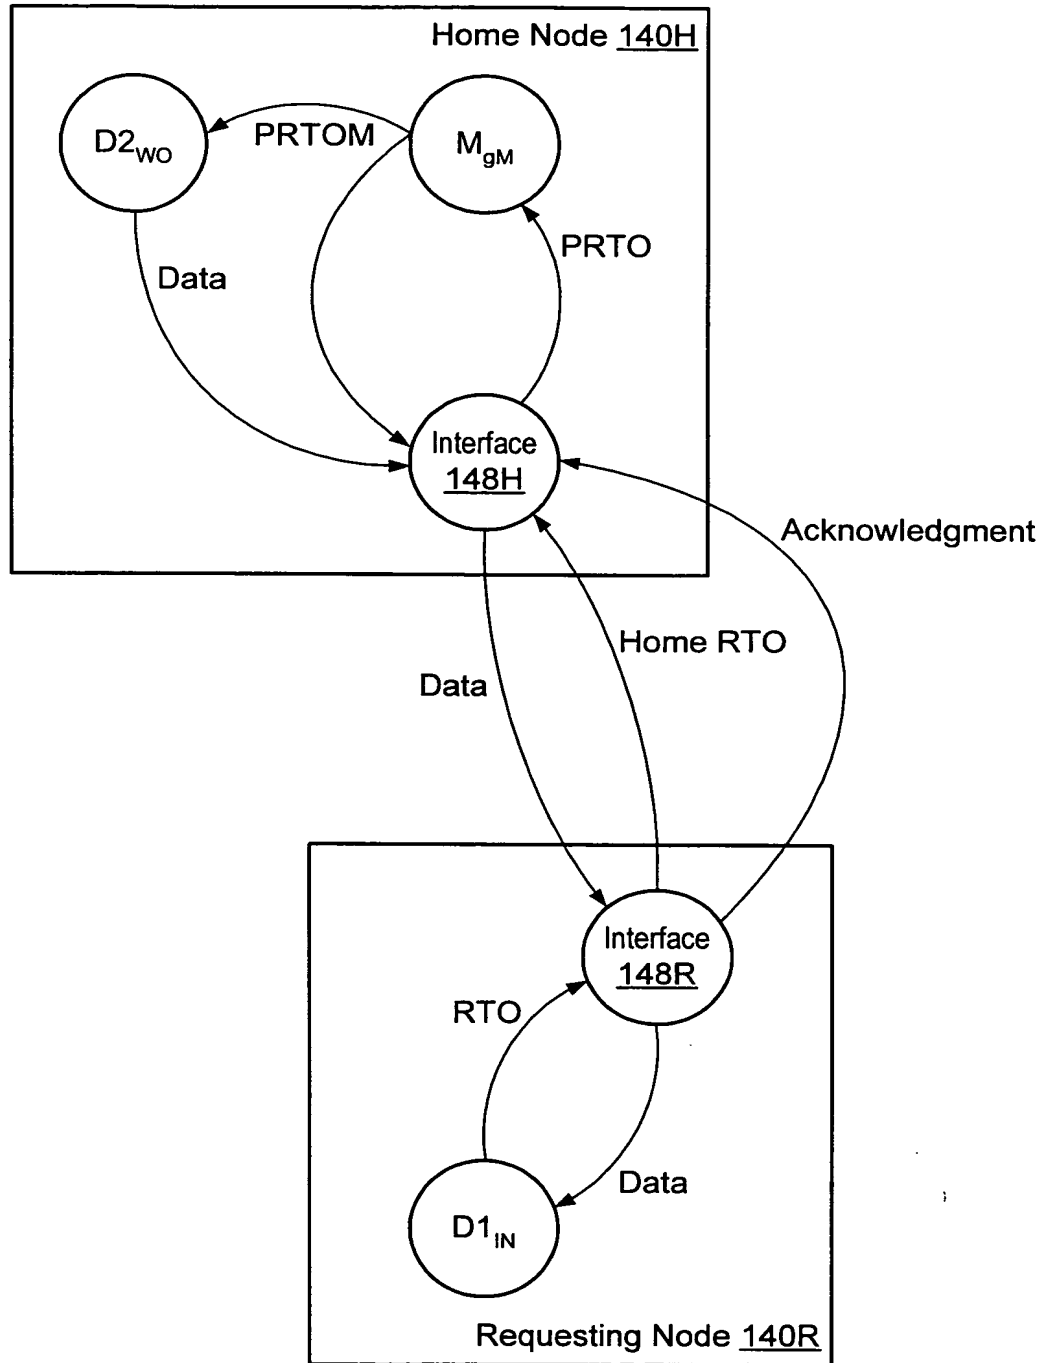 Home Node 140H
D2WO
PRTOM
MgM
PRTO
Data
Interface
148H
Acknowledgment
Home RTO
Data
Interface
148R
RTO
Data
D1IN
Requesting Node 140R